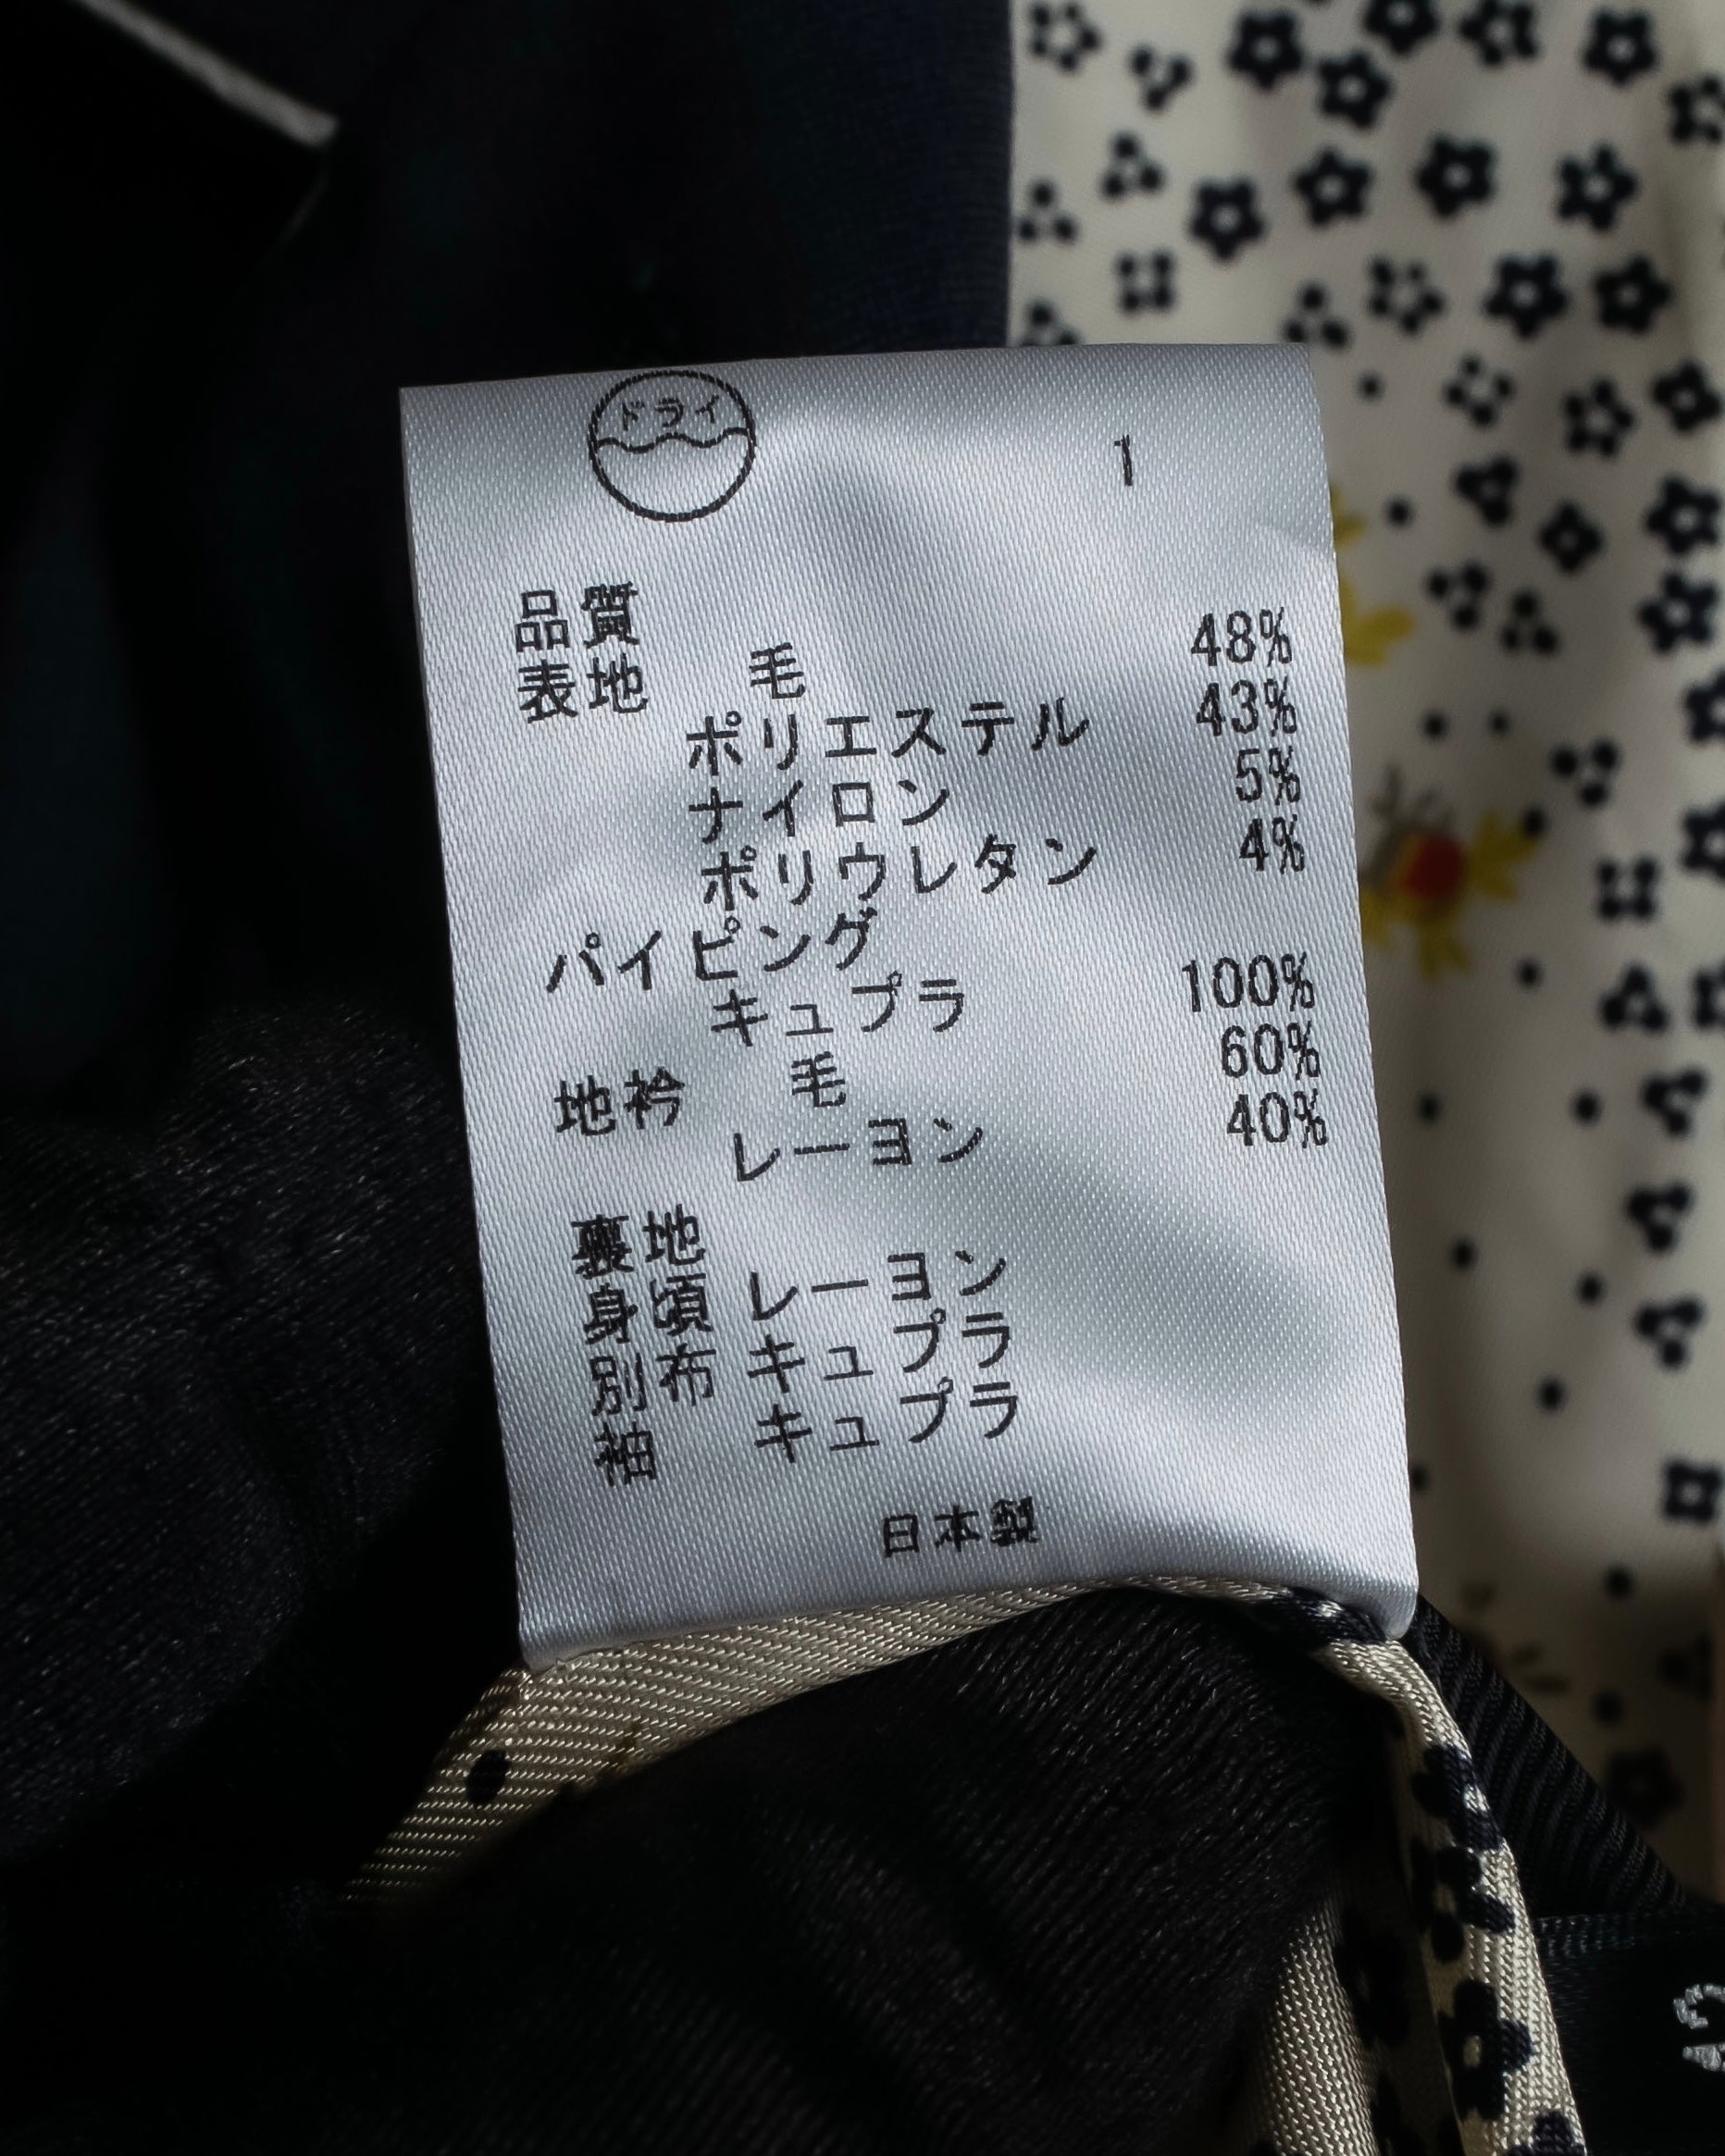 ドライ
1
品質
表地 毛 48%
ポリエステル 43%
ナイロン 5%
ポリウレタン 4%
パイピング
キュプラ 100%
地衿 毛 60%
レーヨン 40%
裏地
身頃 レーヨン
別布 キュプラ
袖 キュプラ
日本製